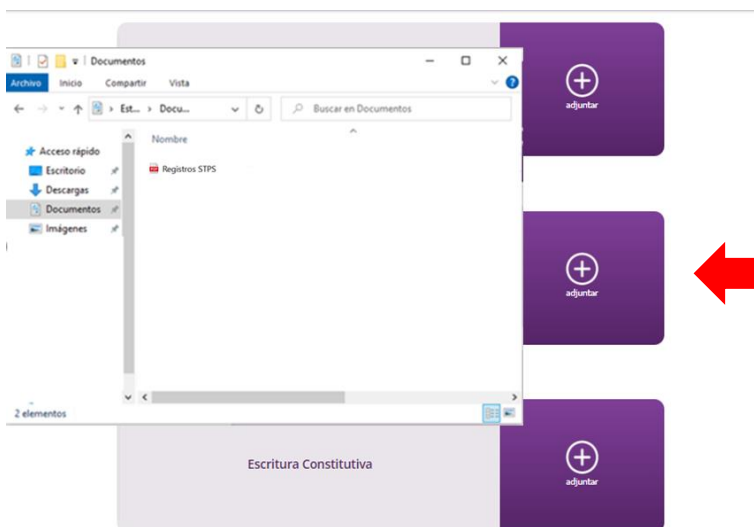 Documentos
Archivo Inicio Compartir Vista
Est... Docu... Buscar en Documentos
Nombre
Acceso rápido
Escritorio
Descargas
Documentos
Imágenes
Registros STPS
2 elementos
adjuntar
adjuntar
Escritura Constitutiva
adjuntar